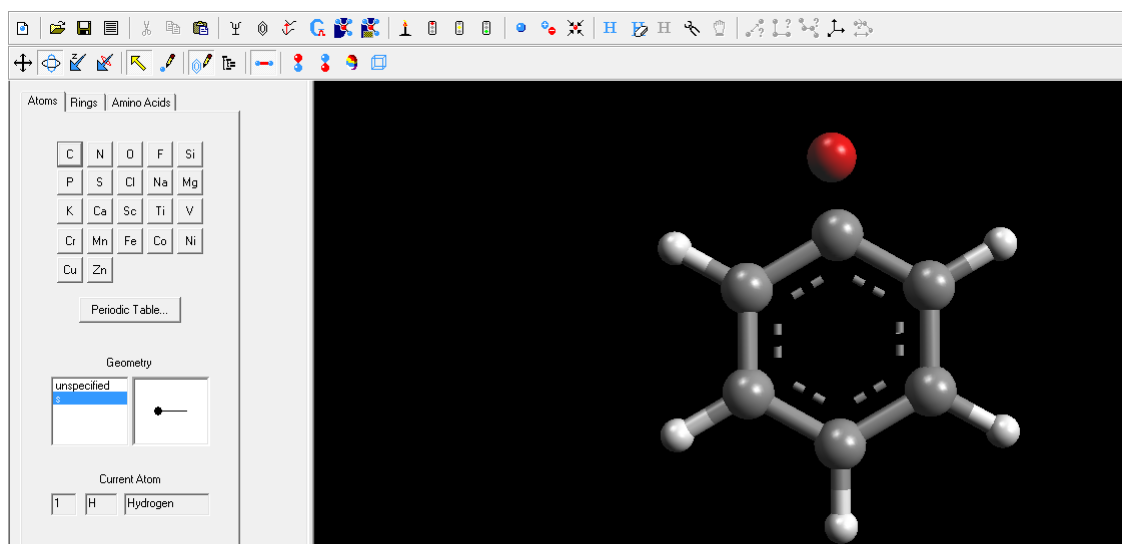 H H H
Atoms Rings Amino Acids
C N O F Si
P S Cl Na Mg
K Ca Sc Ti V
Cr Mn Fe Co Ni
Cu Zn
Periodic Table...
Geometry
unspecified
s
Current Atom
1 H Hydrogen